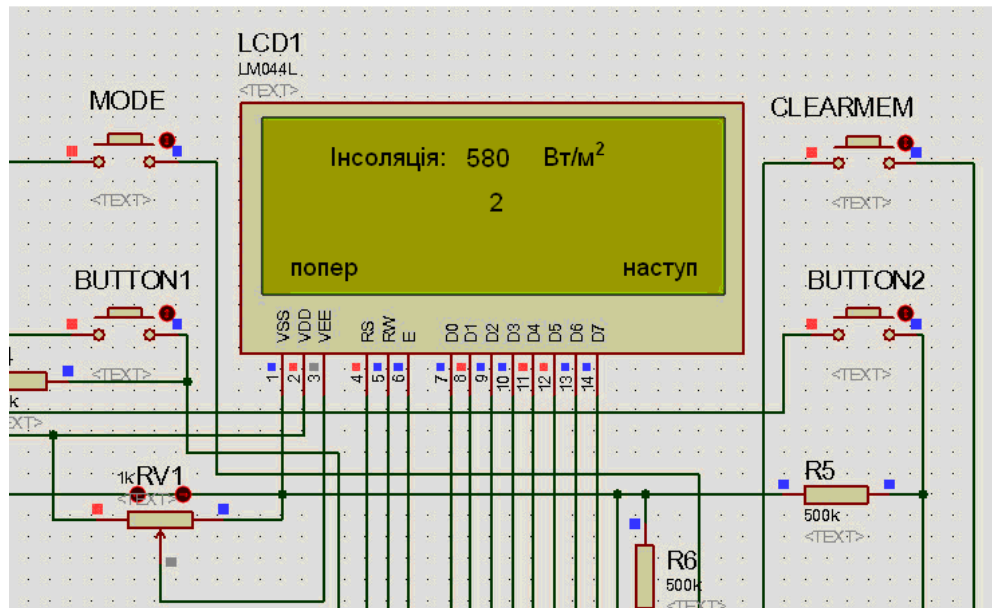 LCD1
LM044L
<TEXT>
MODE
CLEARMEM
Інсоляція: 580 Вт/м²
2
<TEXT>
<TEXT>
попер наступ
BUTTON1
BUTTON2
VSS VDD VEE RS RW E D0 D1 D2 D3 D4 D5 D6 D7
1 2 3 4 5 6 7 8 9 10 11 12 13 14
<TEXT>
<TEXT>
k
1k RV1
<TEXT>
R5
500k
<TEXT>
R6
500k
<TEXT>